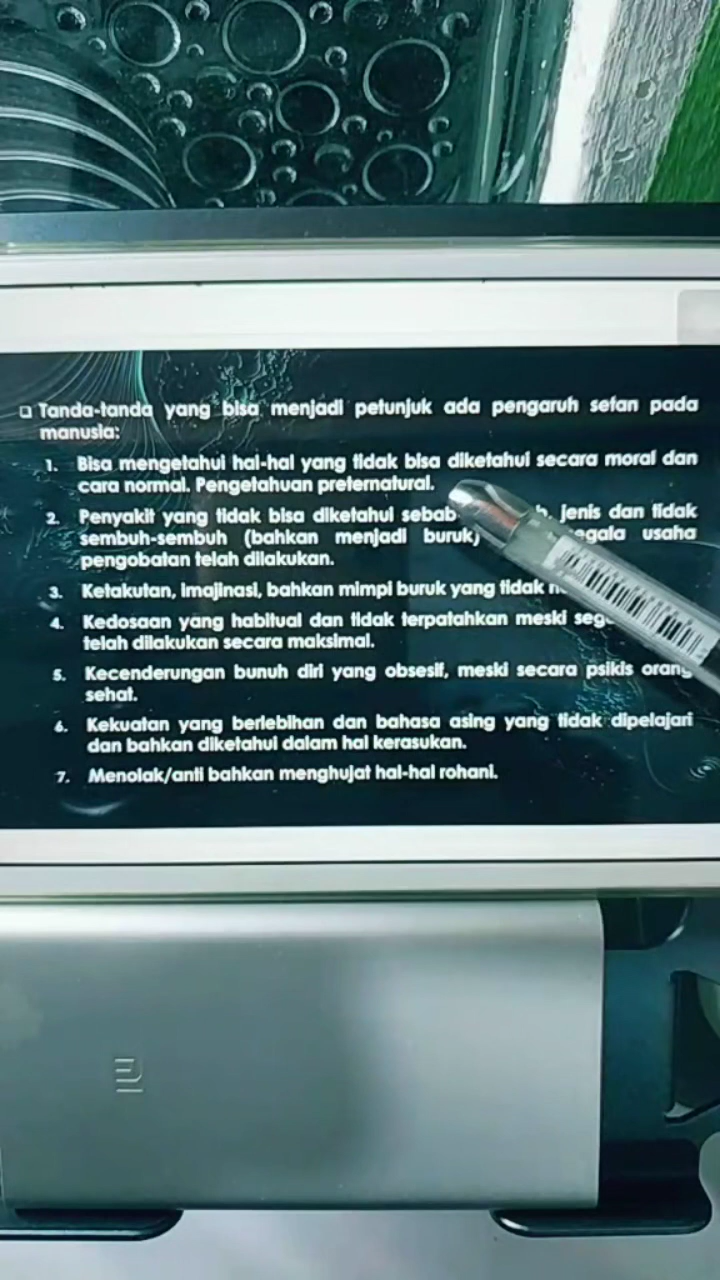 Tanda-tanda yang bisa menjadi petunjuk ada pengaruh setan pada
manusia:
1. Bisa mengetahui hal-hal yang tidak bisa diketahui secara moral dan
cara normal. Pengetahuan preternatural.
2. Penyakit yang tidak bisa diketahui sebab jenis dan tidak
sembuh-sembuh (bahkan menjadi buruk) usaha
pengobatan telah dilakukan.
3. Ketakutan, imajinasi, bahkan mimpi buruk yang tidak
4. Kedosaan yang habitual dan tidak terpatahkan meski
telah dilakukan secara maksimal.
5. Kecenderungan bunuh diri yang obsesif, meski secara psikis orang
sehat.
6. Kekuatan yang berlebihan dan bahasa asing yang tidak dipelajari
dan bahkan diketahui dalam hal kerasukan.
7. Menolak/anti bahkan menghujat hal-hal rohani.